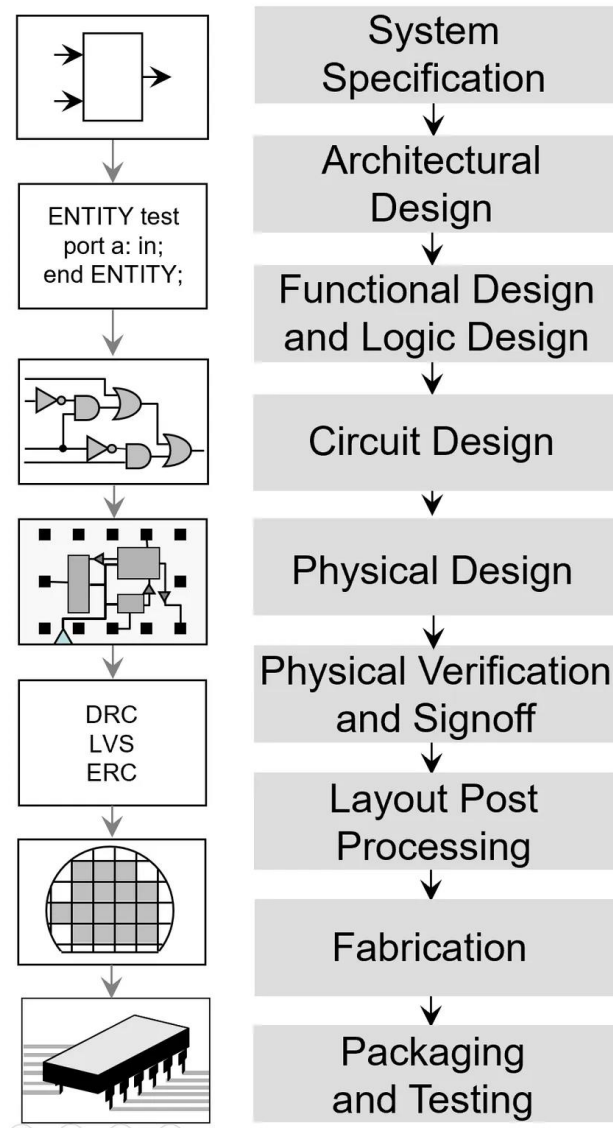 ENTITY test
port a: in;
end ENTITY;
DRC
LVS
ERC
System
Specification
Architectural
Design
Functional Design
and Logic Design
Circuit Design
Physical Design
Physical Verification
and Signoff
Layout Post
Processing
Fabrication
Packaging
and Testing